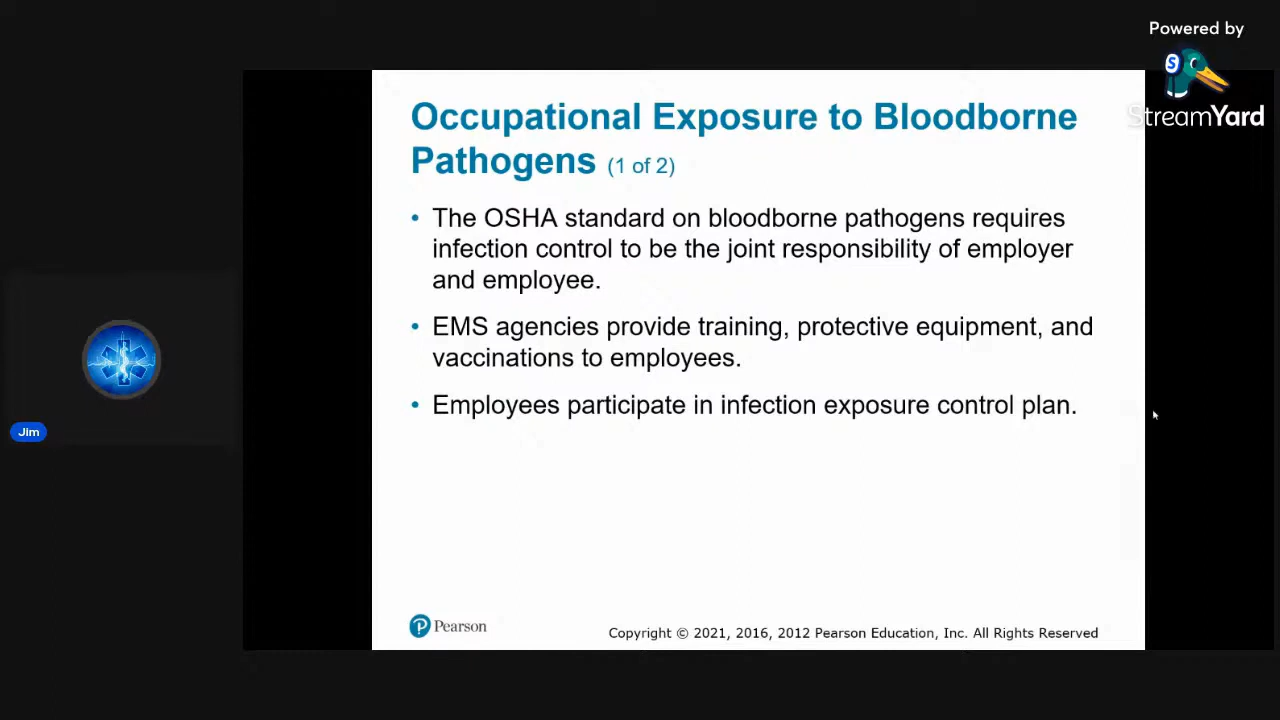 Powered by
StreamYard
Occupational Exposure to Bloodborne
Pathogens (1 of 2)
• The OSHA standard on bloodborne pathogens requires
infection control to be the joint responsibility of employer
and employee.
• EMS agencies provide training, protective equipment, and
vaccinations to employees.
• Employees participate in infection exposure control plan.
Jim
Pearson
Copyright © 2021, 2016, 2012 Pearson Education, Inc. All Rights Reserved